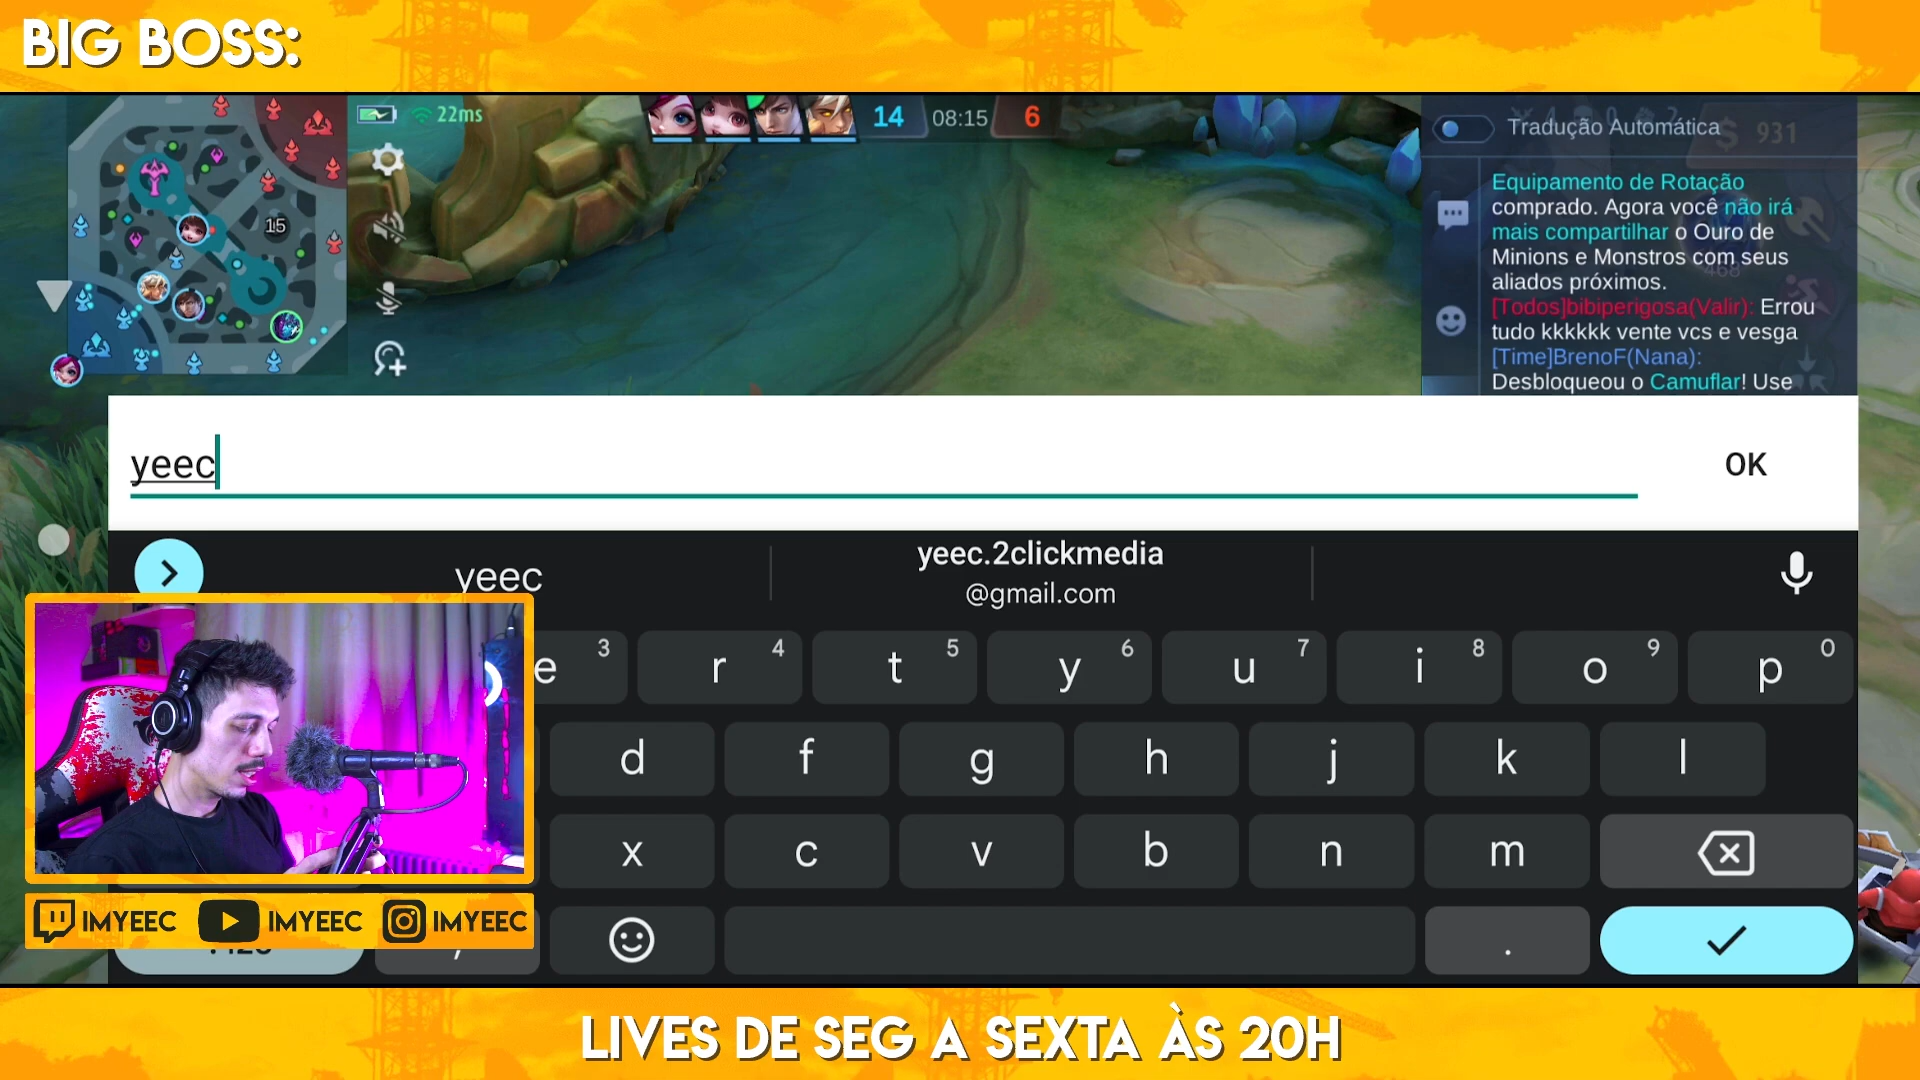 BIG BOSS:
22ms
14 08:15 6
15
Tradução Automática
931
Equipamento de Rotação
comprado. Agora você não irá
mais compartilhar o Ouro de
Minions e Monstros com seus
aliados próximos.
[Todos]bibiperigosa(Valir): Errou
tudo kkkkkk vente vcs e vesga
[Time]BrenoF(Nana):
Desbloqueou o Camuflar! Use
yeec
OK
yeec
yeec.2clickmedia
@gmail.com
e 3 r 4 t 5 y 6 u 7 i 8 o 9 p 0
d f g h j k l
x c v b n m
, .
IMYEEC IMYEEC IMYEEC
LIVES DE SEG A SEXTA ÀS 20H